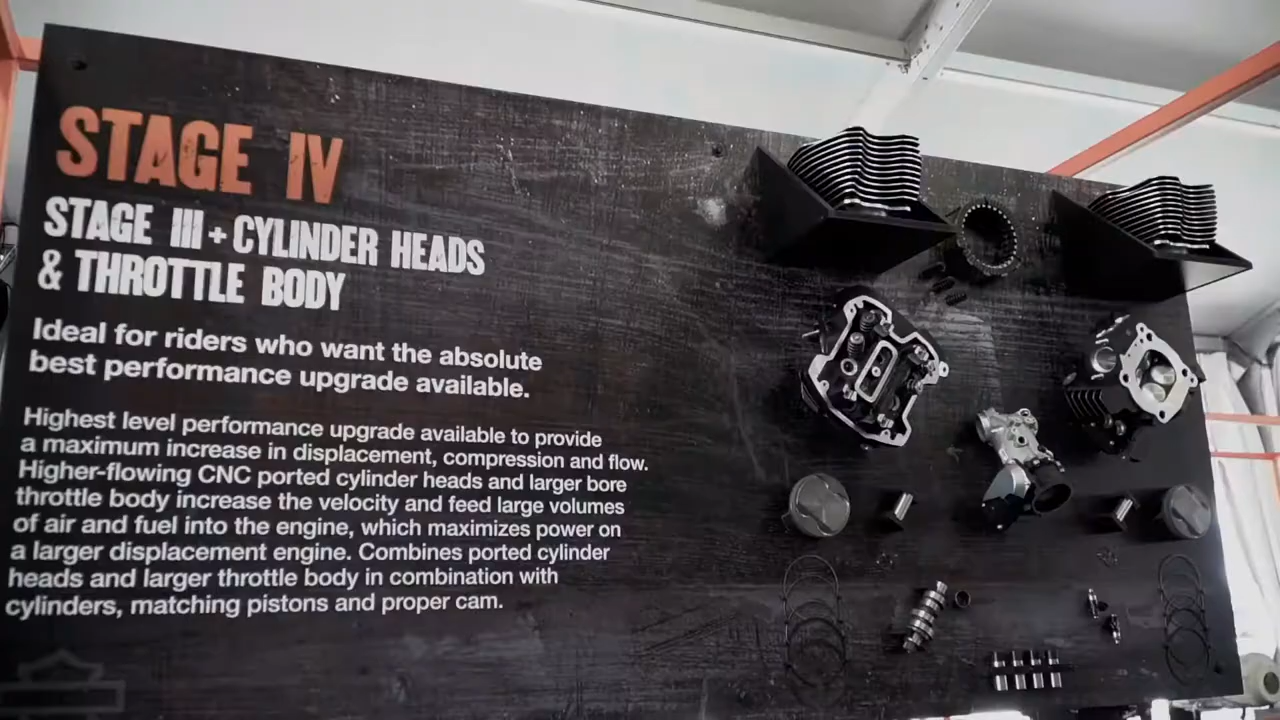 STAGE IV
STAGE III + CYLINDER HEADS
& THROTTLE BODY
Ideal for riders who want the absolute
best performance upgrade available.
Highest level performance upgrade available to provide
a maximum increase in displacement, compression and flow.
Higher-flowing CNC ported cylinder heads and larger bore
throttle body increase the velocity and feed large volumes
of air and fuel into the engine, which maximizes power on
a larger displacement engine. Combines ported cylinder
heads and larger throttle body in combination with
cylinders, matching pistons and proper cam.